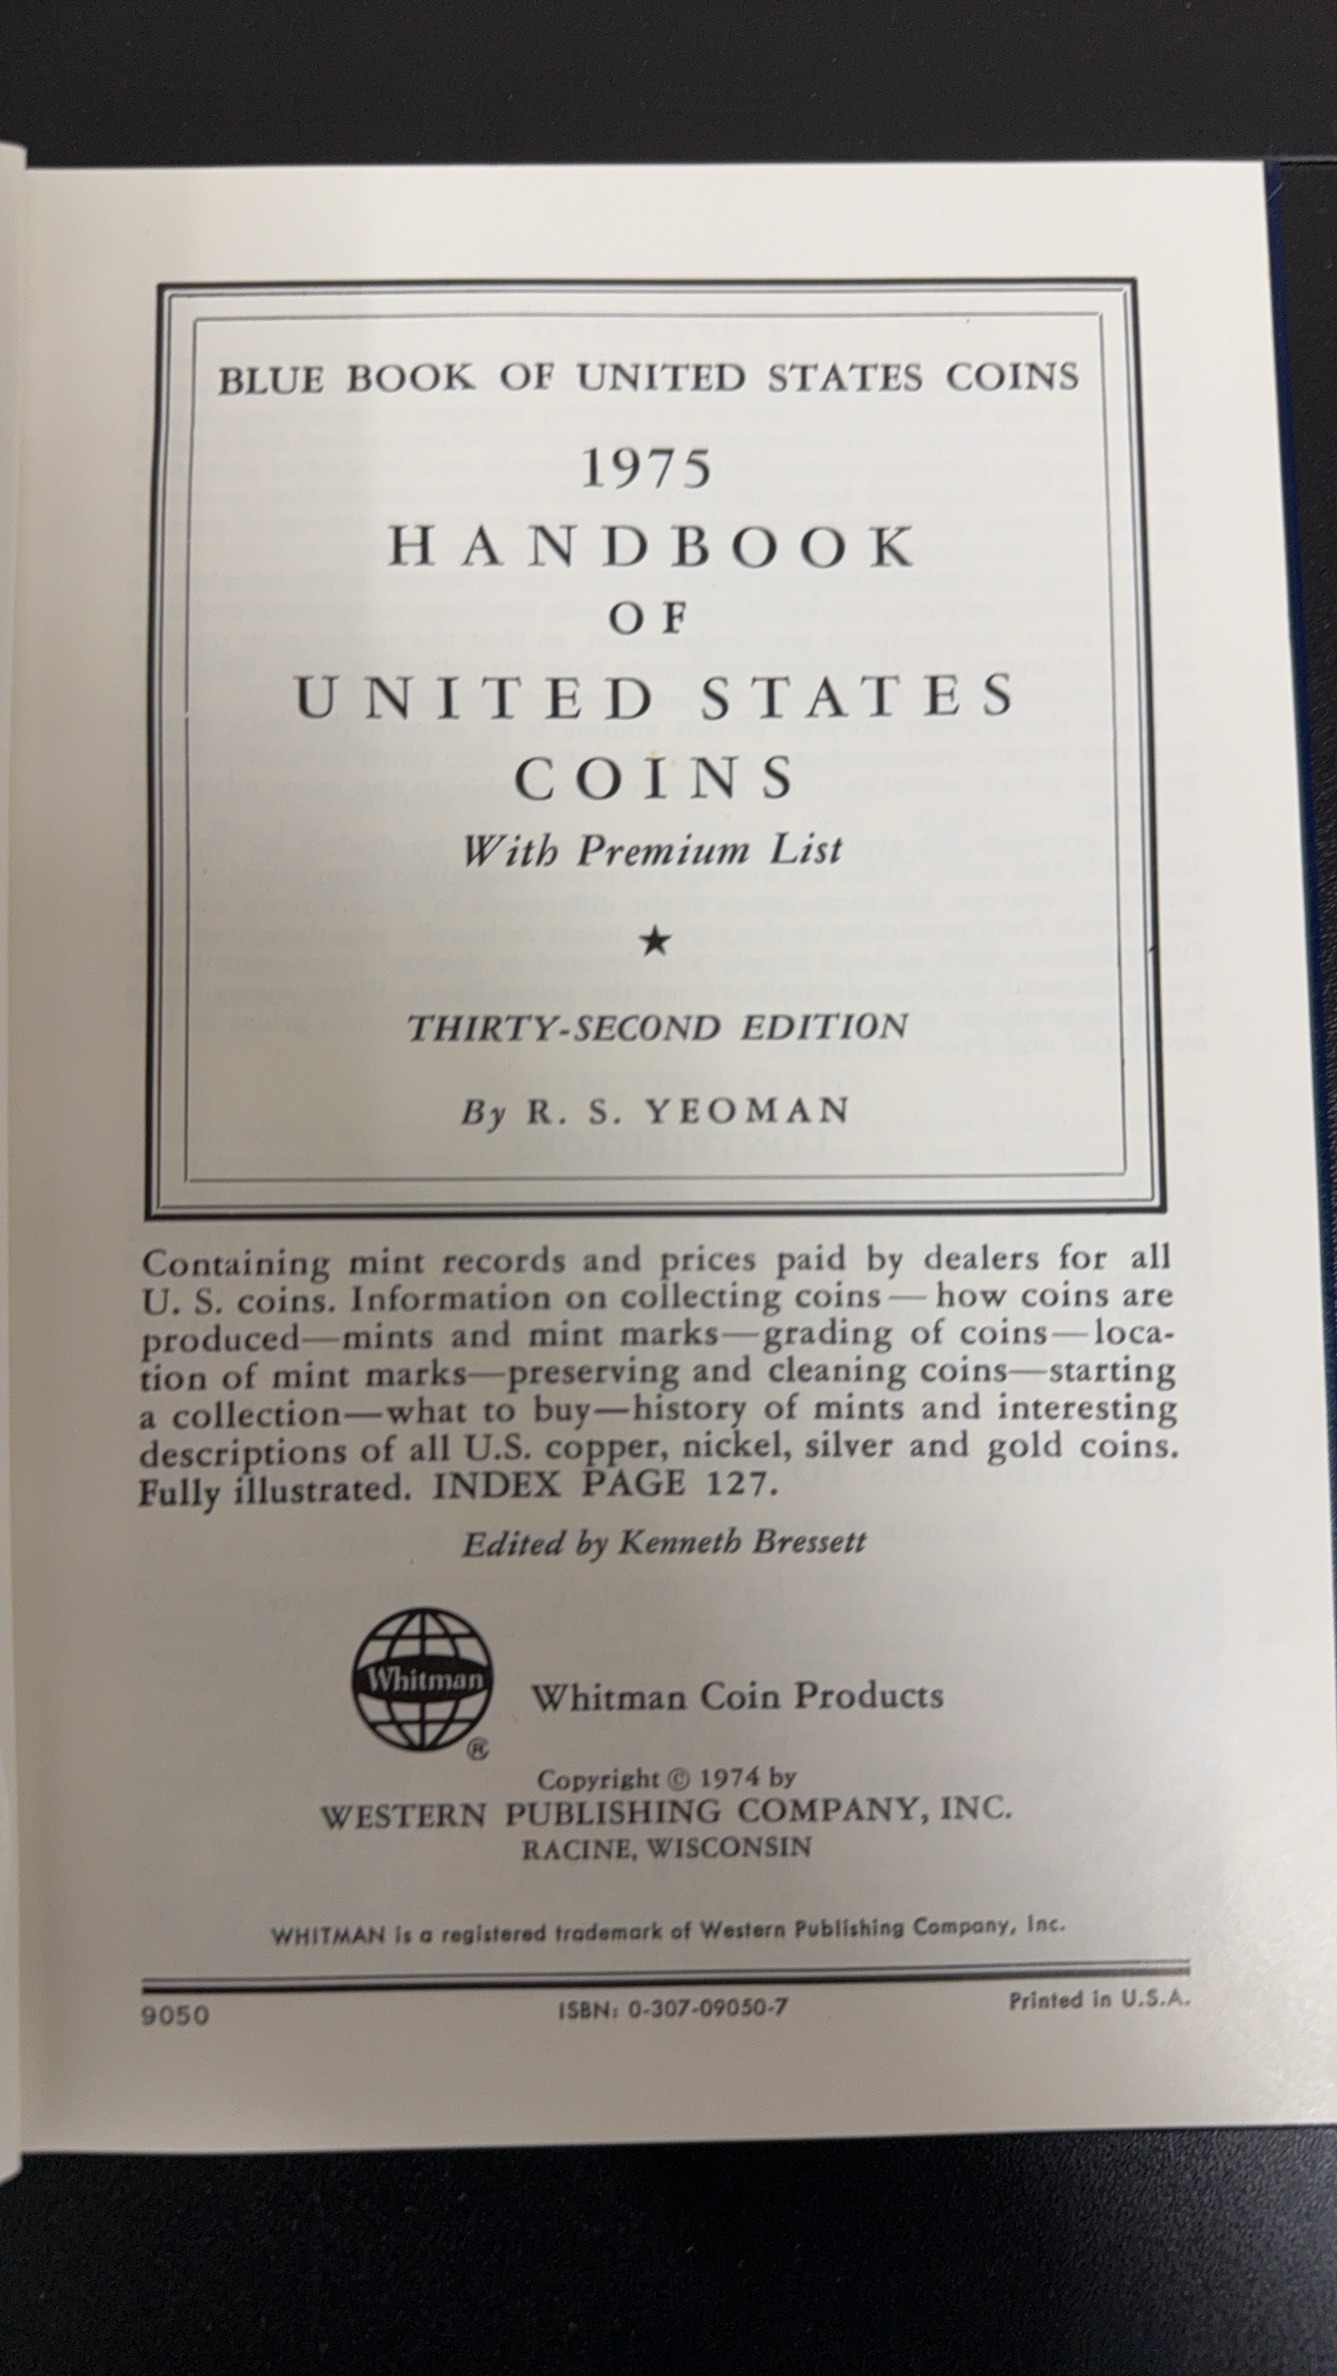 BLUE BOOK OF UNITED STATES COINS
1975
HANDBOOK
OF
UNITED STATES
COINS
With Premium List
★
THIRTY-SECOND EDITION
By R. S. YEOMAN
Containing mint records and prices paid by dealers for all
U. S. coins. Information on collecting coins — how coins are
produced—mints and mint marks—grading of coins—loca-
tion of mint marks—preserving and cleaning coins—starting
a collection—what to buy—history of mints and interesting
descriptions of all U.S. copper, nickel, silver and gold coins.
Fully illustrated. INDEX PAGE 127.
Edited by Kenneth Bressett
Whitman ®
Whitman Coin Products
Copyright © 1974 by
WESTERN PUBLISHING COMPANY, INC.
RACINE, WISCONSIN
WHITMAN is a registered trademark of Western Publishing Company, Inc.
9050 ISBN: 0-307-09050-7 Printed in U.S.A.